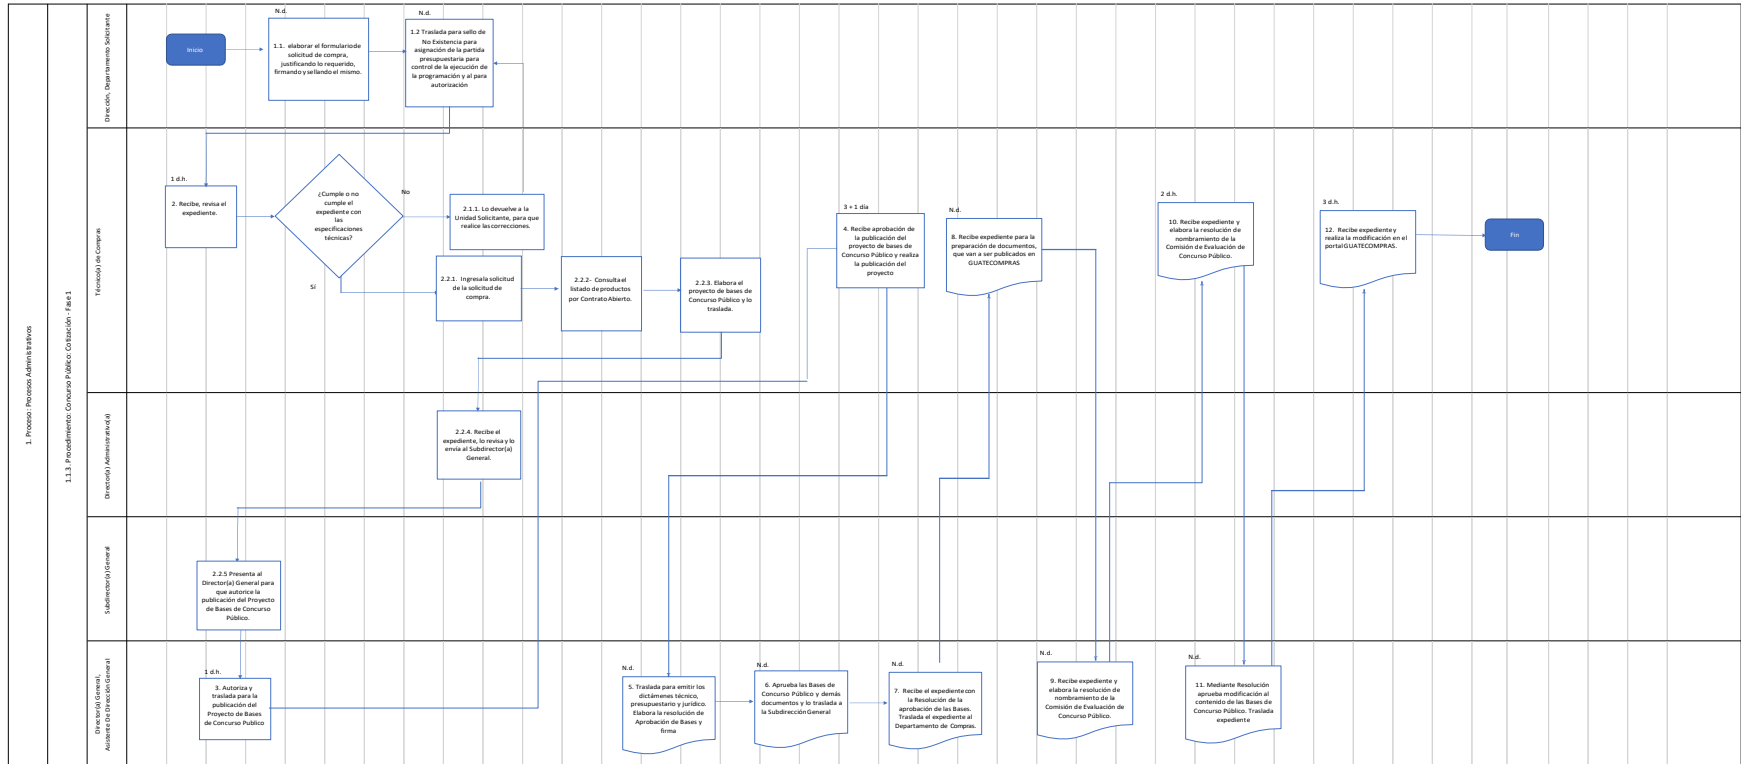 1. Proceso: Procesos Administrativos
1.1.3. Procedimiento: Concurso Público: Cotización - Fase 1
Dirección, Departamento Solicitante
Inicio
N.d.
1.1. elaborar el formulario de
solicitud de compra,
justificando lo requerido,
firmando y sellando el mismo.
N.d.
1.2 Traslada para sello de
No Existencia para
asignación de la partida
presupuestaria para
control de la ejecución de
la programación y al para
autorización
Técnico(a) de Compras
1 d.h.
2. Recibe, revisa el
expediente.
¿Cumple o no
cumple el
expediente con
las
especificaciones
técnicas?
No
Sí
2.1.1. Lo devuelve a la
Unidad Solicitante, para que
realice las correcciones.
2.2.1. Ingresa la solicitud
de la solicitud de
compra.
2.2.2- Consulta el
listado de productos
por Contrato Abierto.
2.2.3. Elabora el
proyecto de bases de
Concurso Público y lo
traslada.
3 + 1 día
4. Recibe aprobación de
la publicación del
proyecto de bases de
Concurso Público y realiza
la publicación del
proyecto
N.d.
8. Recibe expediente para la
preparación de documentos,
que van a ser publicados en
GUATECOMPRAS
2 d.h.
10. Recibe expediente y
elabora la resolución de
nombramiento de la
Comisión de Evaluación de
Concurso Público.
3 d.h.
12. Recibe expediente y
realiza la modificación en el
portal GUATECOMPRAS.
Fin
Director(a) Administrativo(a)
2.2.4. Recibe el
expediente, lo revisa y lo
envía al Subdirector(a)
General.
Subdirector(a) General
2.2.5 Presenta al
Director(a) General para
que autorice la
publicación del Proyecto
de Bases de Concurso
Público.
Director(a) General,
Asistente De Dirección General
1 d.h.
3. Autoriza y
traslada para la
publicación del
Proyecto de Bases
de Concurso Publico
N.d.
5. Traslada para emitir los
dictámenes técnico,
presupuestario y jurídico.
Elabora la resolución de
Aprobación de Bases y
firma
N.d.
6. Aprueba las Bases de
Concurso Público y demás
documentos y lo traslada a
la Subdirección General
N.d.
7. Recibe el expediente con
la Resolución de la
aprobación de las Bases.
Traslada el expediente al
Departamento de Compras.
N.d.
9. Recibe expediente y
elabora la resolución de
nombramiento de la
Comisión de Evaluación de
Concurso Público.
N.d.
11. Mediante Resolución
aprueba modificación al
contenido de las Bases de
Concurso Público. Traslada
expediente